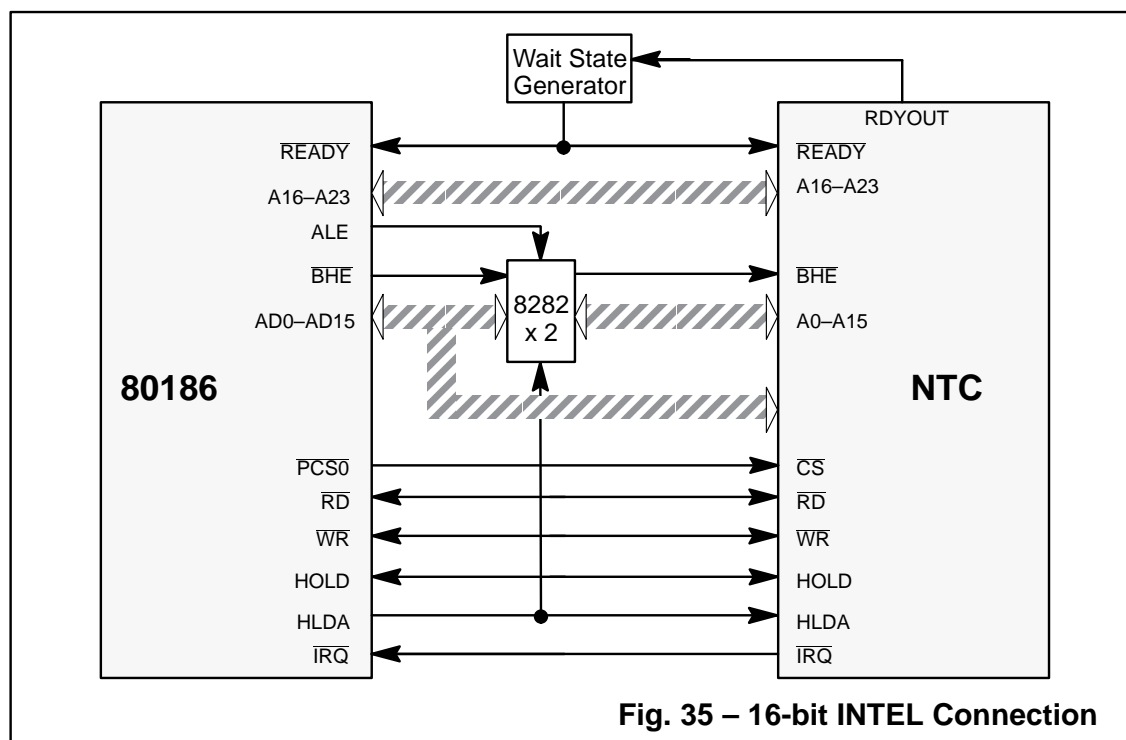 Wait State
Generator
RDYOUT
READY
READY
A16–A23
A16–A23
ALE
BHE
BHE
8282
x 2
AD0–AD15
A0–A15
80186
NTC
PCS0
CS
RD
RD
WR
WR
HOLD
HOLD
HLDA
HLDA
IRQ
IRQ
Fig. 35 – 16-bit INTEL Connection